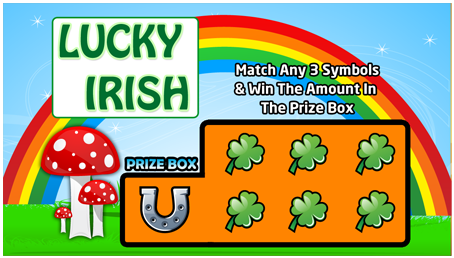 LUCKY
IRISH
Match Any 3 Symbols
& Win The Amount In
The Prize Box
PRIZE BOX